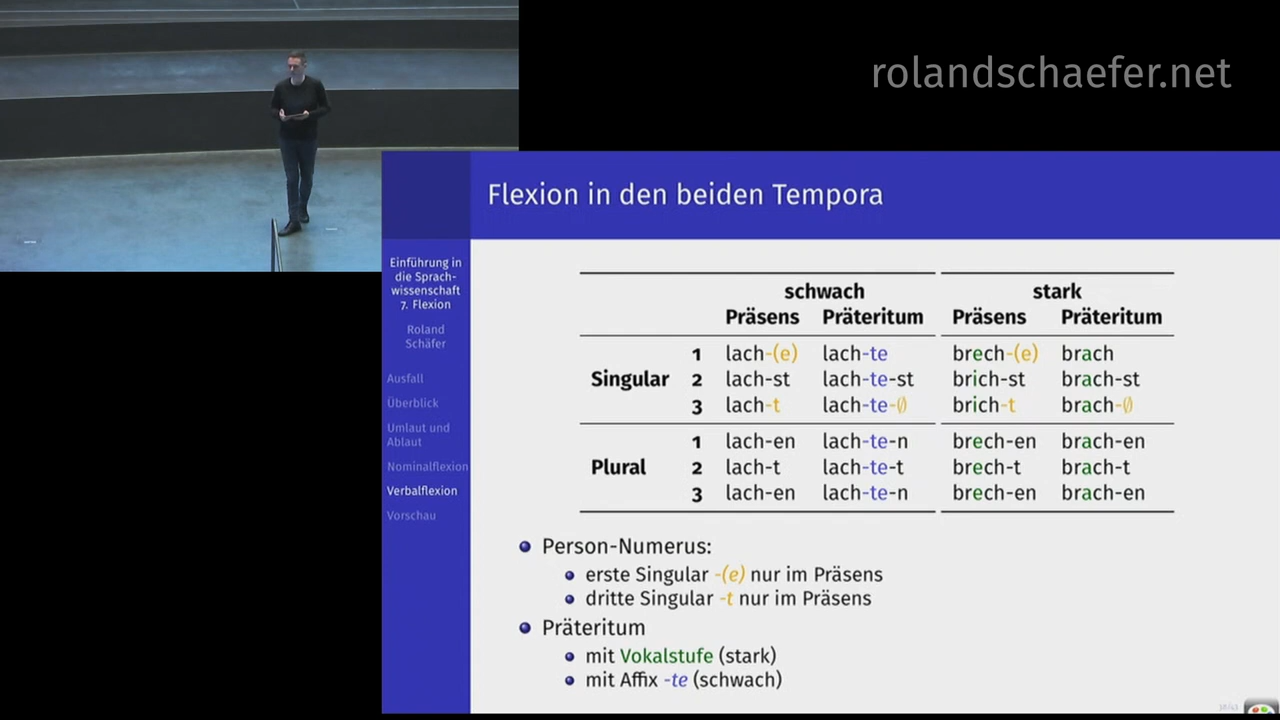 rolandschaefer.net
Flexion in den beiden Tempora
Einführung in
die Sprach-
wissenschaft
7. Flexion
Roland
Schäfer
Ausfall
Überblick
Umlaut und
Ablaut
Nominalflexion
Verbalflexion
Vorschau
schwach stark
Präsens Präteritum Präsens Präteritum
1 lach-(e) lach-te brech-(e) brach
Singular 2 lach-st lach-te-st brich-st brach-st
3 lach-t lach-te-∅ brich-t brach-∅
1 lach-en lach-te-n brech-en brach-en
Plural 2 lach-t lach-te-t brech-t brach-t
3 lach-en lach-te-n brech-en brach-en
Person-Numerus:
erste Singular -(e) nur im Präsens
dritte Singular -t nur im Präsens
Präteritum
mit Vokalstufe (stark)
mit Affix -te (schwach)